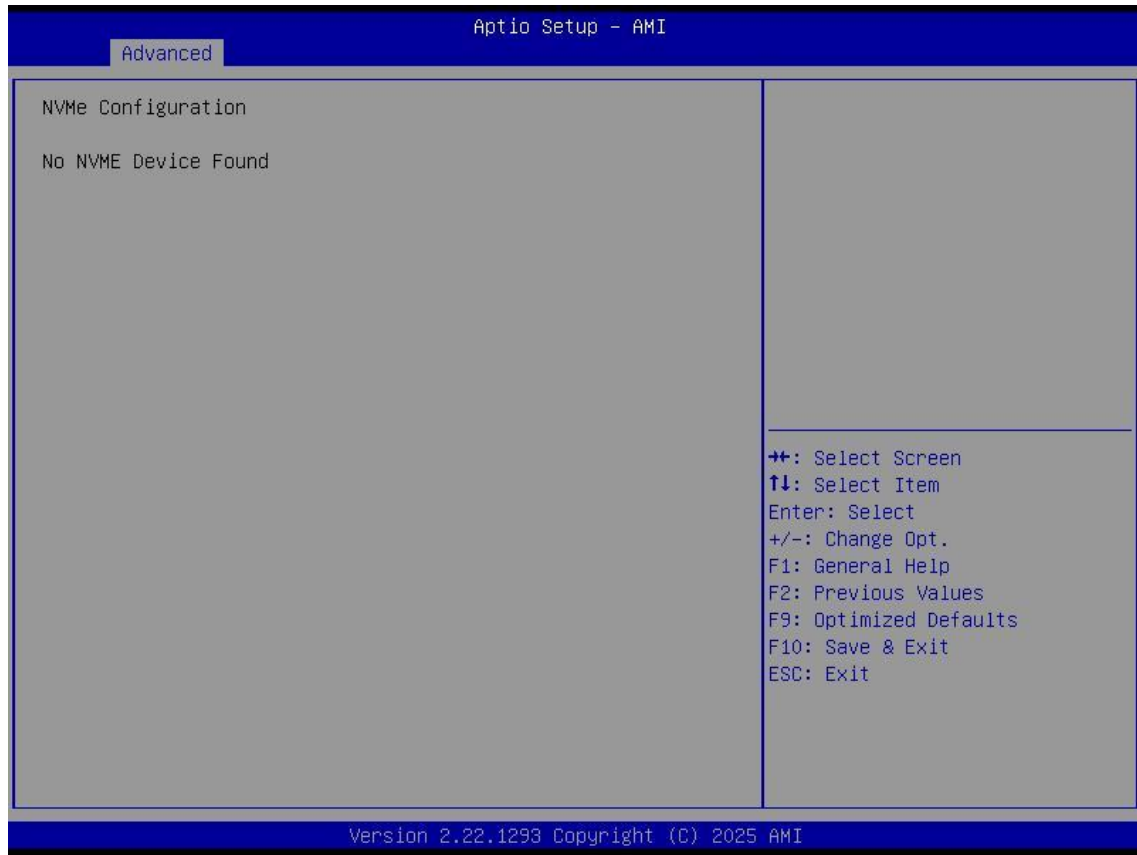 Aptio Setup - AMI
Advanced
NVMe Configuration
No NVME Device Found
→←: Select Screen
↑↓: Select Item
Enter: Select
+/-: Change Opt.
F1: General Help
F2: Previous Values
F9: Optimized Defaults
F10: Save & Exit
ESC: Exit
Version 2.22.1293 Copyright (C) 2025 AMI